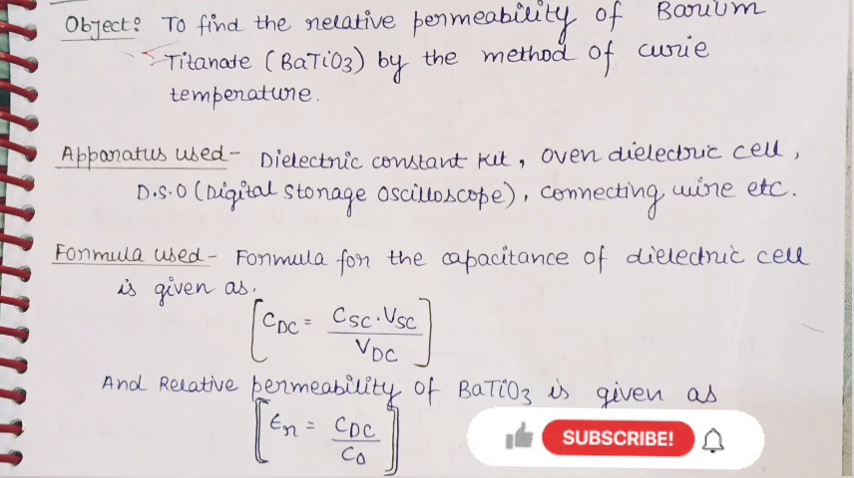 Object: To find the relative permeability of Barium
Titanate (BaTiO3) by the method of curie
temperature.
Apparatus used - Dielectric constant kit, oven dielectric cell,
D.S.O (Digital Storage Oscilloscope), connecting wire etc.
Formula used - Formula for the capacitance of dielectric cell
is given as.
[CDC = CSC.VSC / VDC]
And Relative permeability of BaTiO3 is given as
[Er = CDC / C0]
SUBSCRIBE!